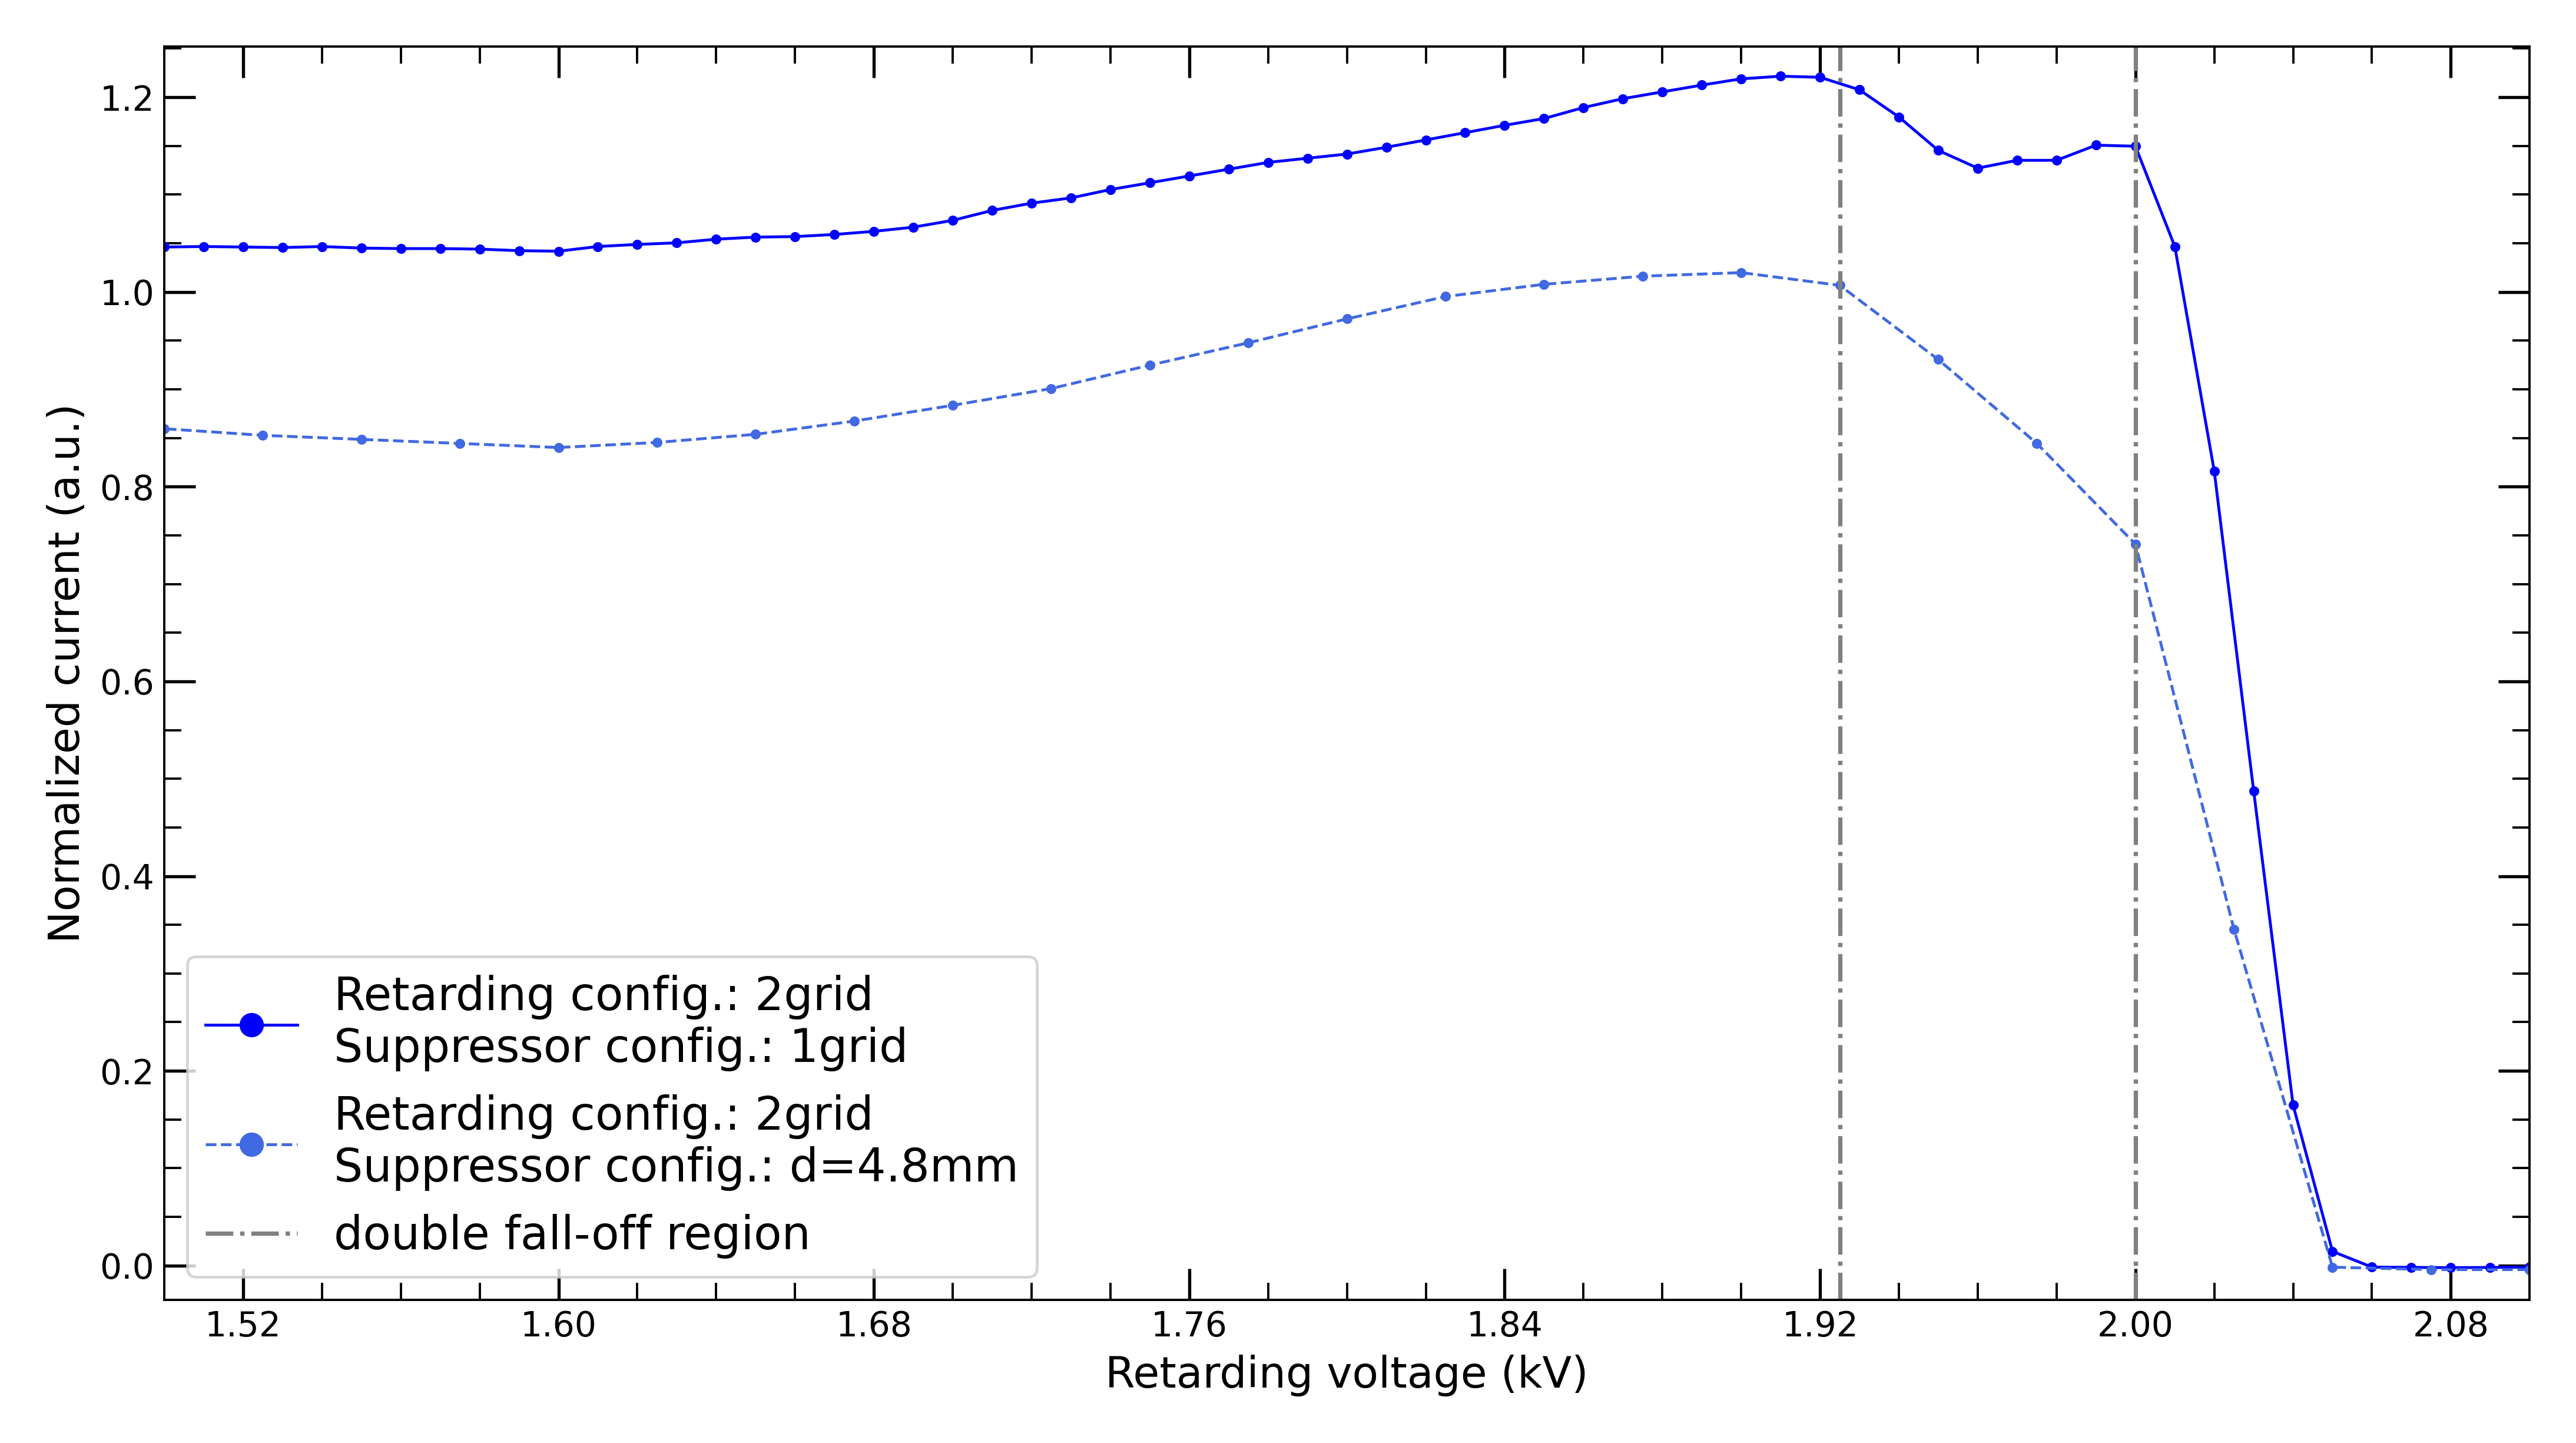 Normalized current (a.u.)
1.2
1.0
0.8
0.6
0.4
0.2
0.0
Retarding config.: 2grid
Suppressor config.: 1grid
Retarding config.: 2grid
Suppressor config.: d=4.8mm
double fall-off region
1.52 1.60 1.68 1.76 1.84 1.92 2.00 2.08
Retarding voltage (kV)